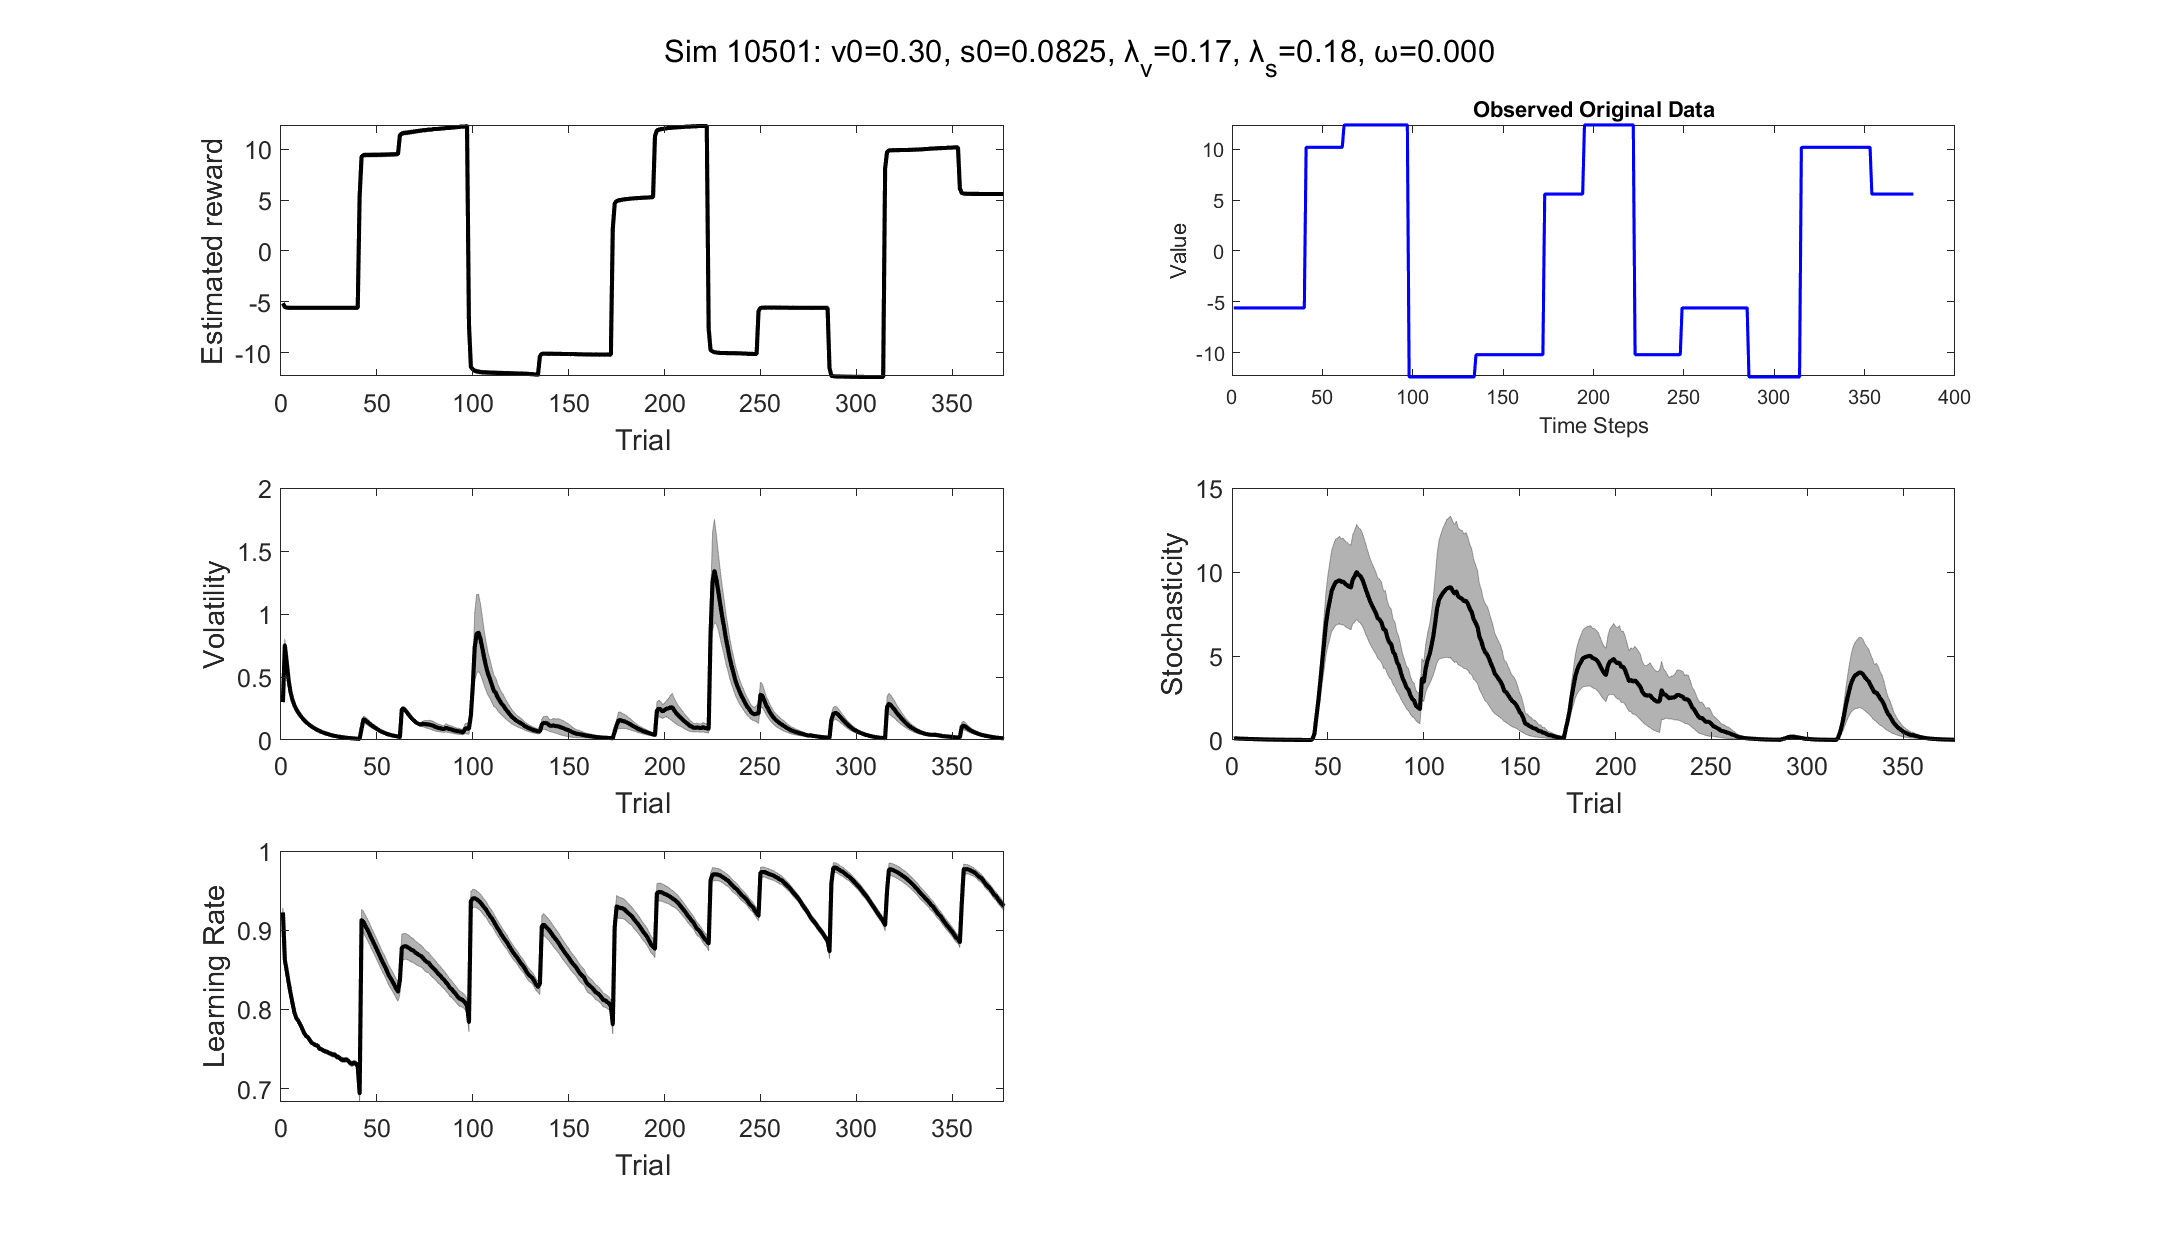 Sim 10501: v0=0.30, s0=0.0825, λ_v=0.17, λ_s=0.18, ω=0.000
Estimated reward
10
5
0
-5
-10
0 50 100 150 200 250 300 350
Trial
Observed Original Data
Value
10
5
0
-5
-10
0 50 100 150 200 250 300 350 400
Time Steps
Volatility
2
1.5
1
0.5
0
0 50 100 150 200 250 300 350
Trial
Stochasticity
15
10
5
0
0 50 100 150 200 250 300 350
Trial
Learning Rate
1
0.9
0.8
0.7
0 50 100 150 200 250 300 350
Trial